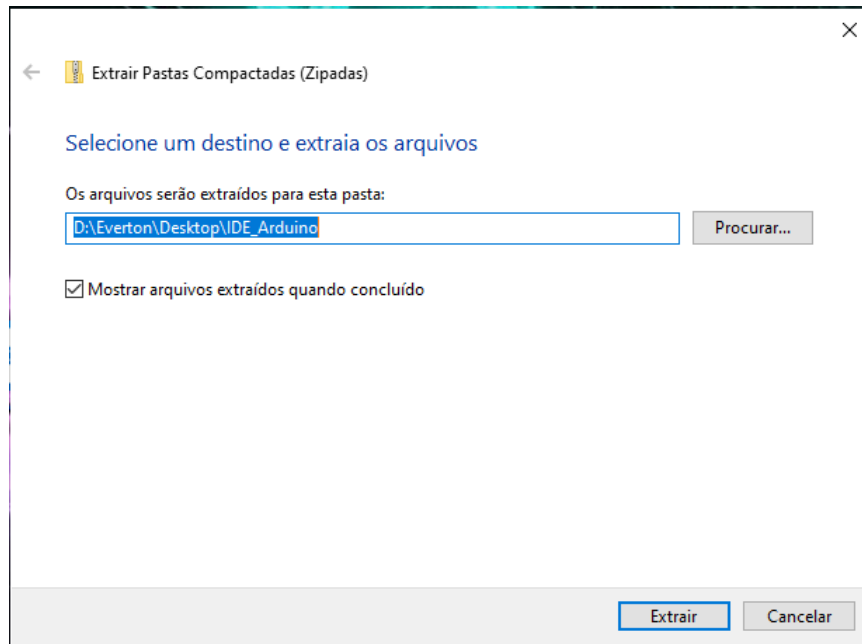 Extrair Pastas Compactadas (Zipadas)
Selecione um destino e extraia os arquivos
Os arquivos serão extraídos para esta pasta:
D:\Everton\Desktop\IDE_Arduino
Procurar...
Mostrar arquivos extraídos quando concluído
Extrair
Cancelar